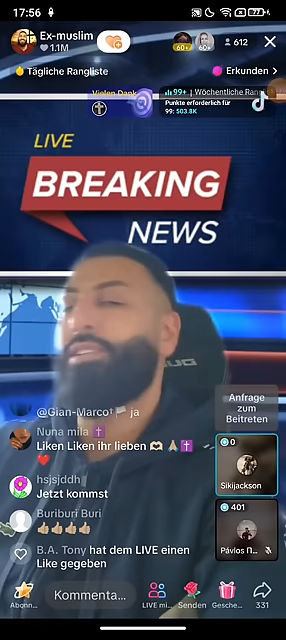 17:56
77
Ex-muslim
1.1M
60+
60+
612
Tägliche Rangliste
Erkunden
Vielen Dank
99+ | Wöchentliche Rang
Punkte erforderlich für
99: 503.8K
LIVE
BREAKING
NEWS
@Gian-Marco ja
Nuna mila
Liken Liken ihr lieben
hsjsjddh
Jetzt kommst
Buriburi Buri
B.A. Tony hat dem LIVE einen
Like gegeben
Anfrage
zum
Beitreten
0
Sikijackson
401
Pávlos Π...
Kommenta...
Abonn...
LIVE mi...
Senden
Gesche...
331